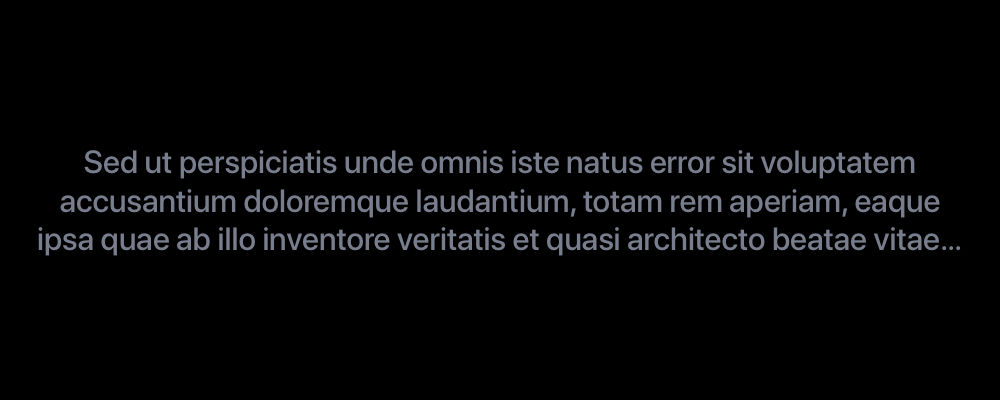 Sed ut perspiciatis unde omnis iste natus error sit voluptatem
accusantium doloremque laudantium, totam rem aperiam, eaque
ipsa quae ab illo inventore veritatis et quasi architecto beatae vitae...